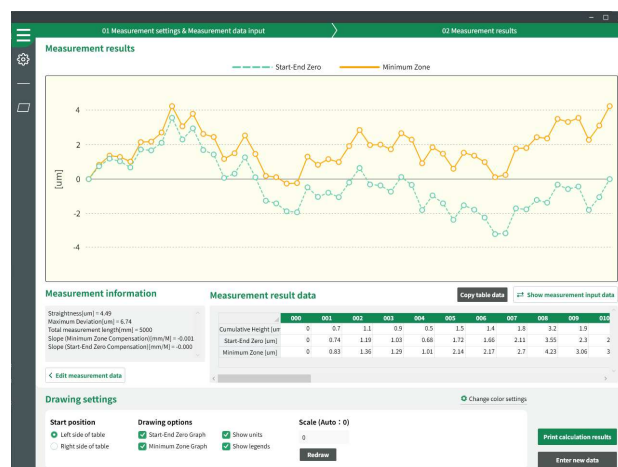 01 Measurement settings & Measurement data input
02 Measurement results
Measurement results
Start-End Zero
Minimum Zone
[um]
4
2
0
-2
-4
Measurement information
Straightness[um] = 4.49
Maximum Deviation[um] = 6.74
Total measurement length[mm] = 5000
Slope (Minimum Zone Compensation)[mm/M] = -0.001
Slope (Start-End Zero Compensation)[mm/M] = -0.000
Edit measurement data
Measurement result data
Copy table data
Show measurement input data
000 001 002 003 004 005 006 007 008 009 010
Cumulative Height [um 0 0.7 1.1 0.9 0.5 1.5 1.4 1.8 3.2 1.9
Start-End Zero [um] 0 0.74 1.19 1.03 0.68 1.72 1.66 2.11 3.55 2.3 2
Minimum Zone [um] 0 0.83 1.36 1.29 1.01 2.14 2.17 2.7 4.23 3.06 3
Drawing settings
Change color settings
Start position
Left side of table
Right side of table
Drawing options
Start-End Zero Graph
Show units
Minimum Zone Graph
Show legends
Scale (Auto : 0)
0
Redraw
Print calculation results
Enter new data